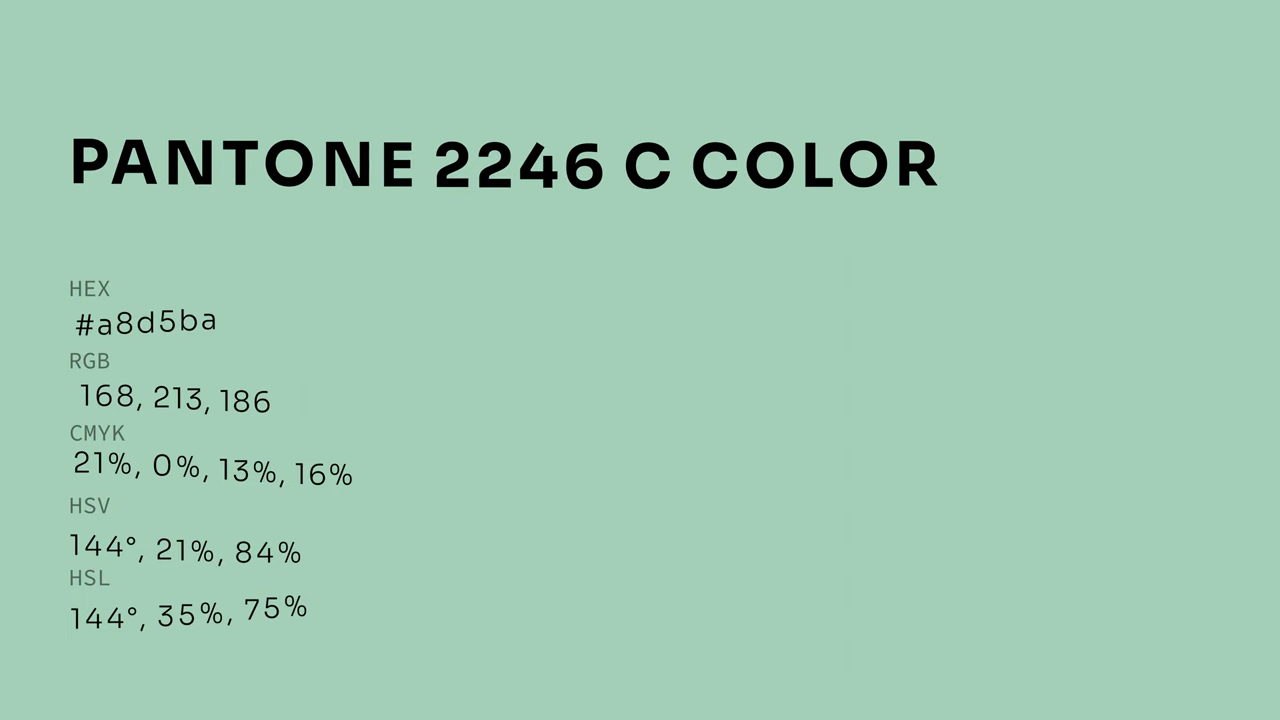 PANTONE 2246 C COLOR
HEX
#a8d5ba
RGB
168, 213, 186
CMYK
21%, 0%, 13%, 16%
HSV
144°, 21%, 84%
HSL
144°, 35%, 75%